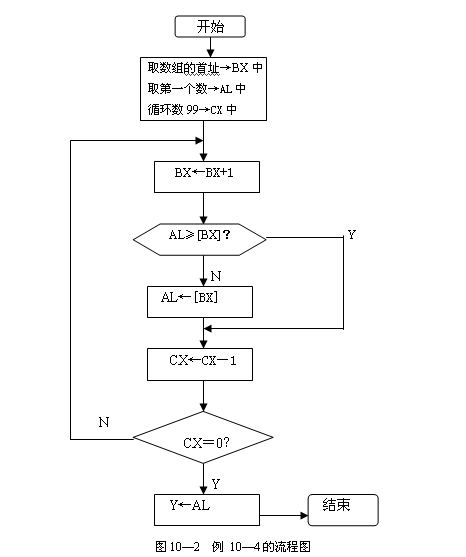 开始
取数组的首址→BX 中
取第一个数→AL 中
循环数 99→CX 中
BX←BX+1
AL≥[BX]？
Y
N
AL←[BX]
CX←CX－1
N
CX＝0？
Y
Y←AL
结束
图 10—2 例 10—4 的流程图